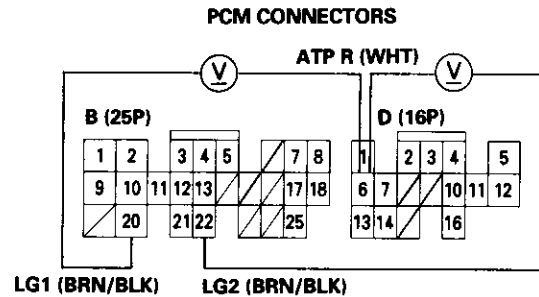 PCM CONNECTORS
V ATP R (WHT) V
B (25P) D (16P)
1 2 3 4 5 7 8 1 2 3 4 5
9 10 11 12 13 17 18 6 7 10 11 12
20 21 22 25 13 14 16
LG1 (BRN/BLK) LG2 (BRN/BLK)